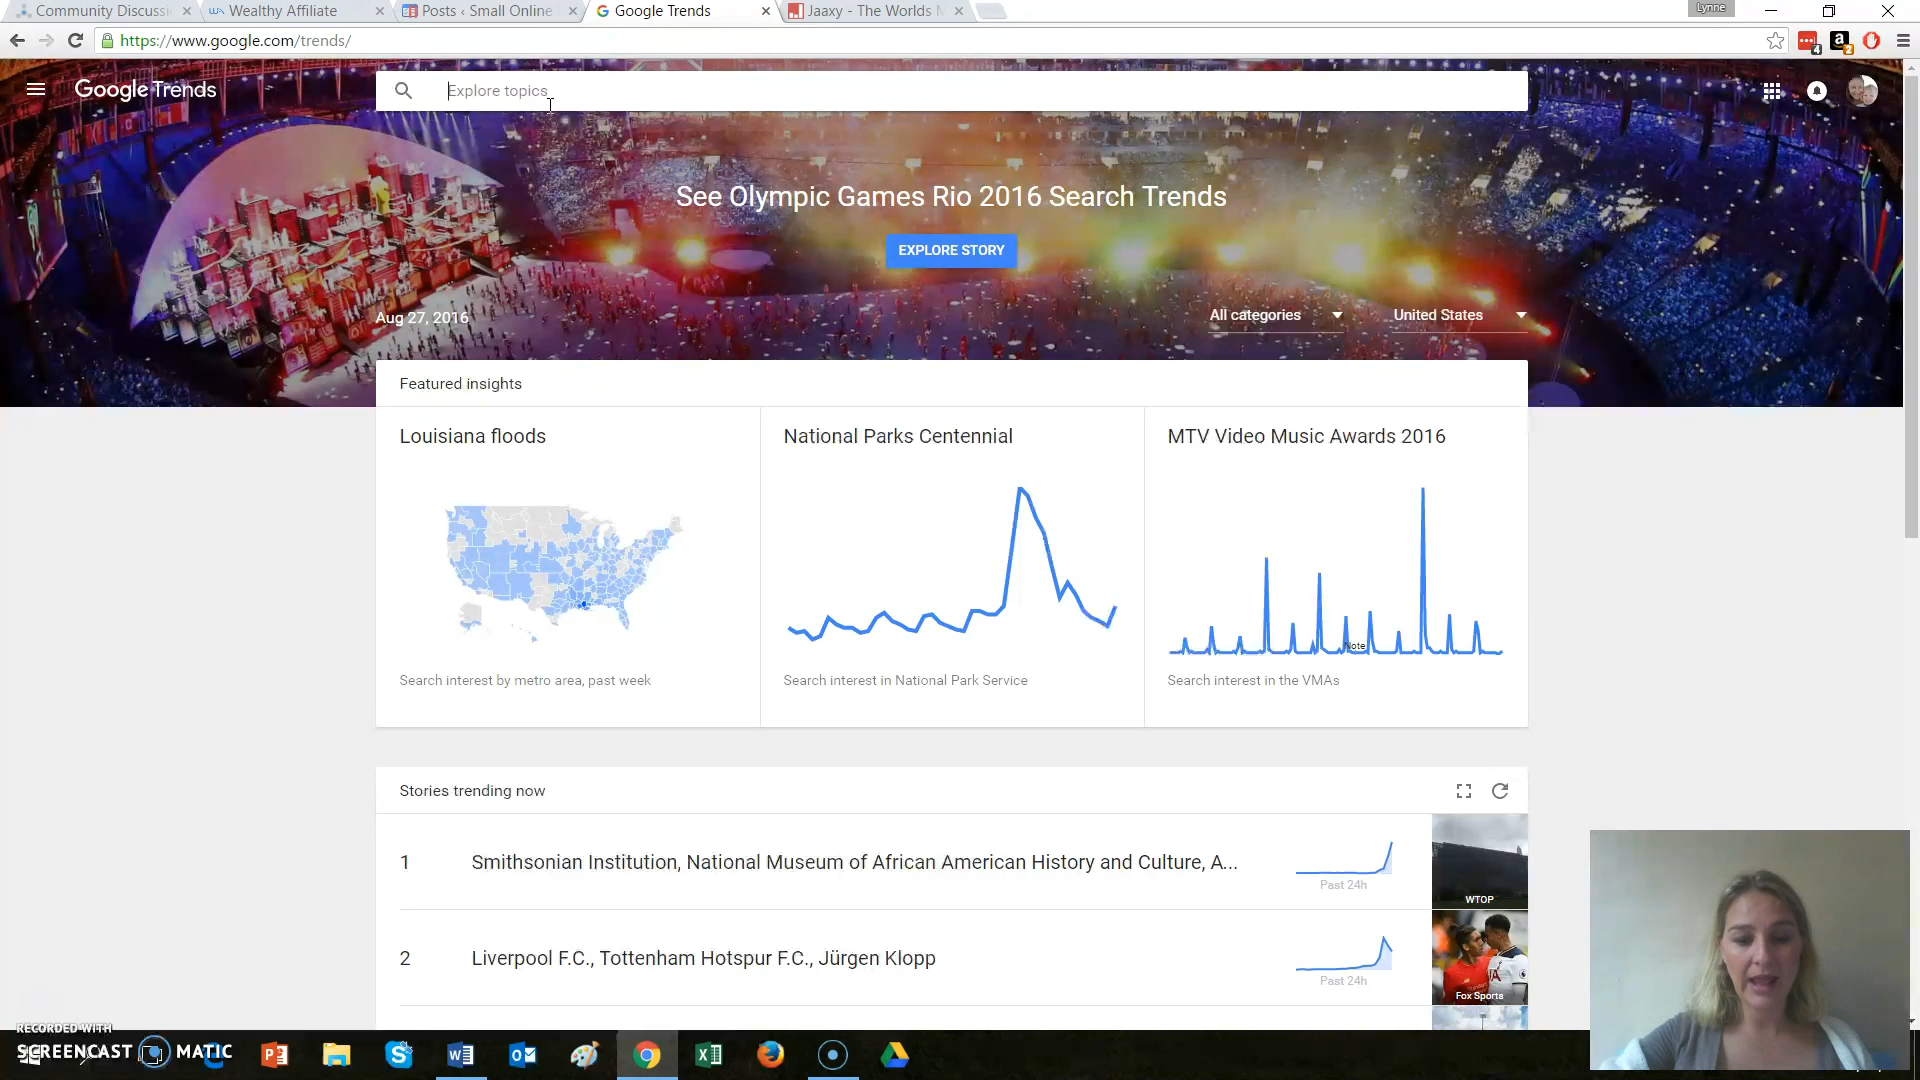 Community Discussi
Wealthy Affiliate
Posts ‹ Small Online
Google Trends
Jaaxy - The Worlds
Lynne
https://www.google.com/trends/
4
2
Google Trends
Explore topics
See Olympic Games Rio 2016 Search Trends
EXPLORE STORY
Aug 27, 2016
All categories
United States
Featured insights
Louisiana floods
National Parks Centennial
MTV Video Music Awards 2016
Note
Search interest by metro area, past week
Search interest in National Park Service
Search interest in the VMAs
Stories trending now
1
Smithsonian Institution, National Museum of African American History and Culture, A...
Past 24h
WTOP
2
Liverpool F.C., Tottenham Hotspur F.C., Jürgen Klopp
Past 24h
Fox Sports
RECORDED WITH
SCREENCAST MATIC